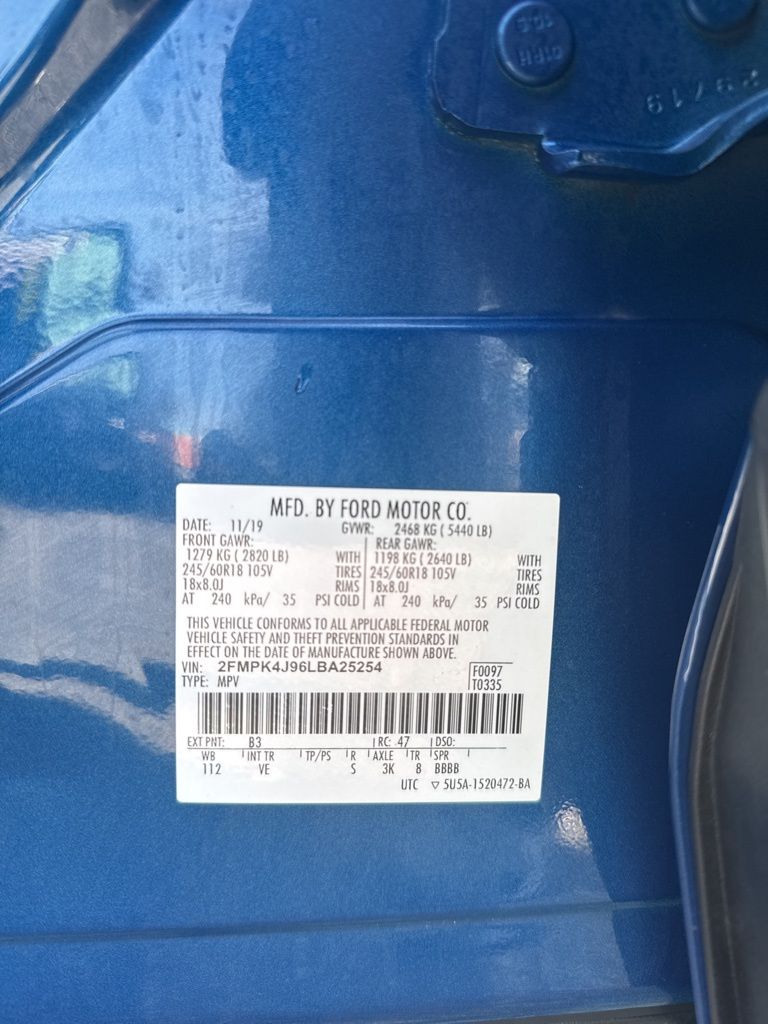 01RH
10.5
29719
MFD. BY FORD MOTOR CO.
DATE: 11/19 GVWR: 2468 KG ( 5440 LB)
FRONT GAWR: REAR GAWR:
1279 KG ( 2820 LB) WITH 1198 KG ( 2640 LB) WITH
245/60R18 105V TIRES 245/60R18 105V TIRES
18x8.0J RIMS 18x8.0J RIMS
AT 240 kPa/ 35 PSI COLD AT 240 kPa/ 35 PSI COLD
THIS VEHICLE CONFORMS TO ALL APPLICABLE FEDERAL MOTOR
VEHICLE SAFETY AND THEFT PREVENTION STANDARDS IN
EFFECT ON THE DATE OF MANUFACTURE SHOWN ABOVE.
VIN: 2FMPK4J96LBA25254 F0097
TYPE: MPV T0335
EXT PNT: B3 RC: 47 DSO:
WB INT TR TP/PS R AXLE TR SPR
112 VE S 3K 8 BBBB
UTC ▽ 5U5A-1520472-BA